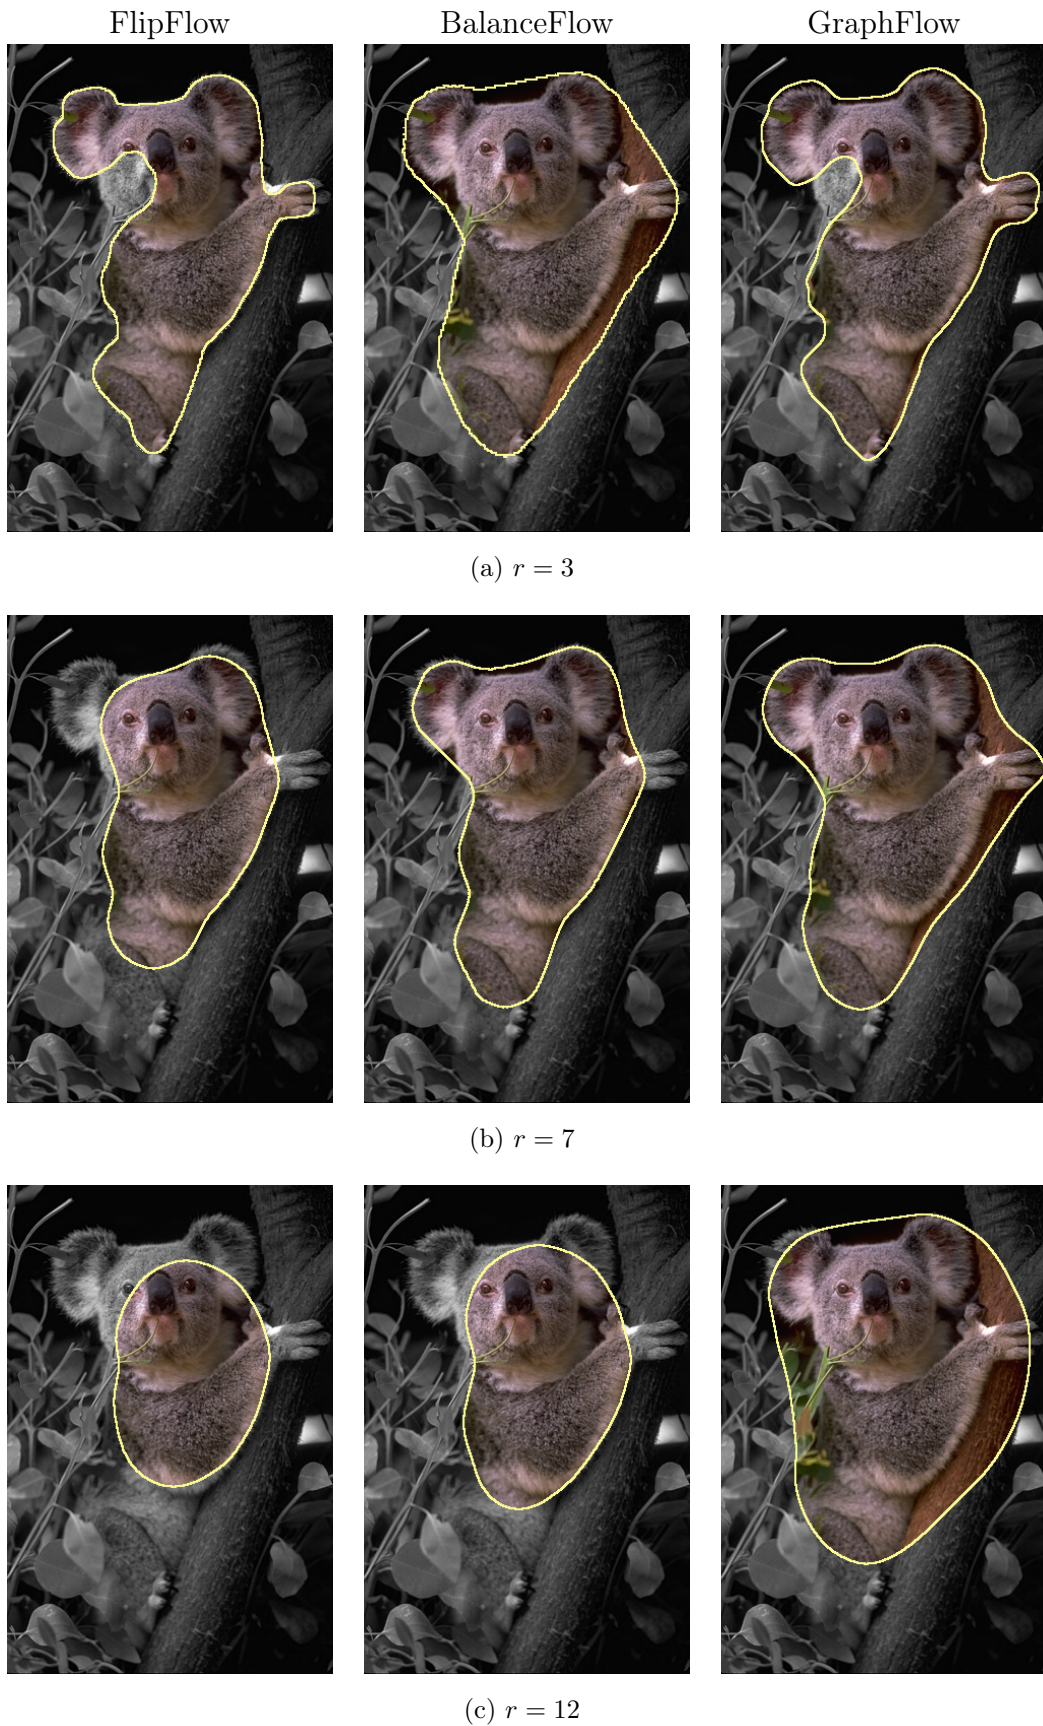 FlipFlow BalanceFlow GraphFlow
(a) r = 3
(b) r = 7
(c) r = 12